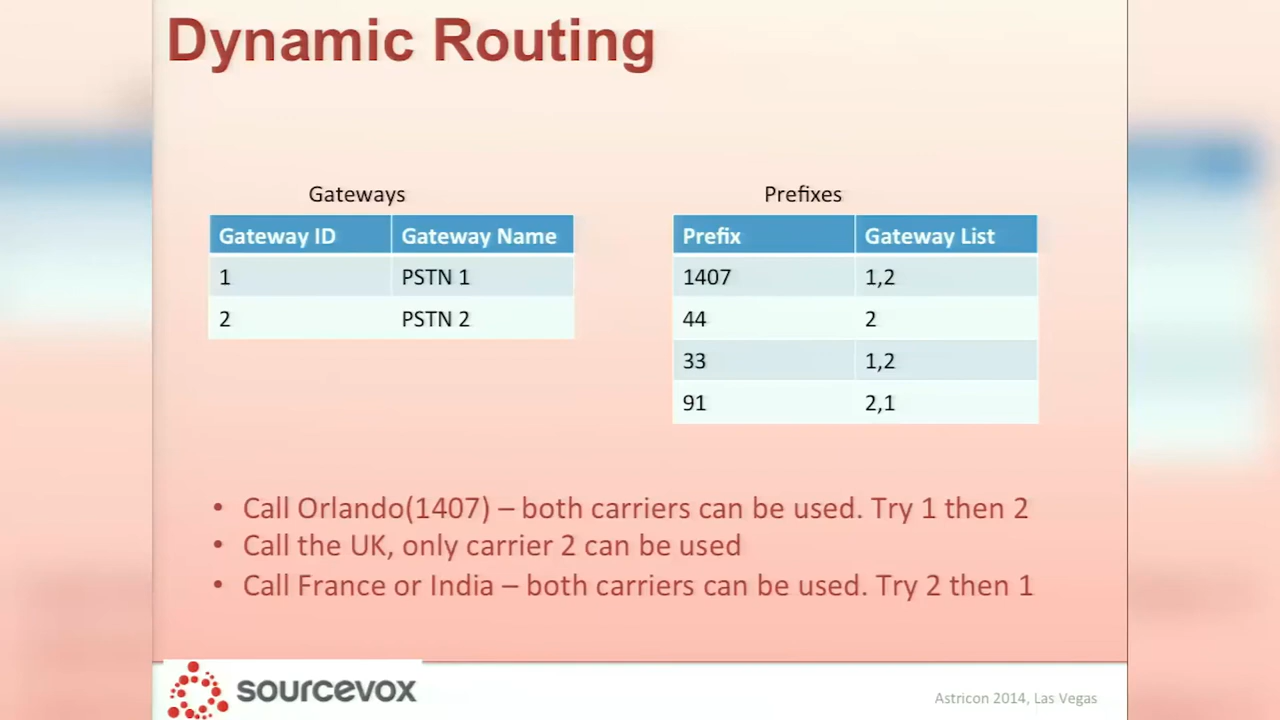 Dynamic Routing
Gateways
Gateway ID Gateway Name
1 PSTN 1
2 PSTN 2
Prefixes
Prefix Gateway List
1407 1,2
44 2
33 1,2
91 2,1
• Call Orlando(1407) – both carriers can be used. Try 1 then 2
• Call the UK, only carrier 2 can be used
• Call France or India – both carriers can be used. Try 2 then 1
sourcevox
Astricon 2014, Las Vegas